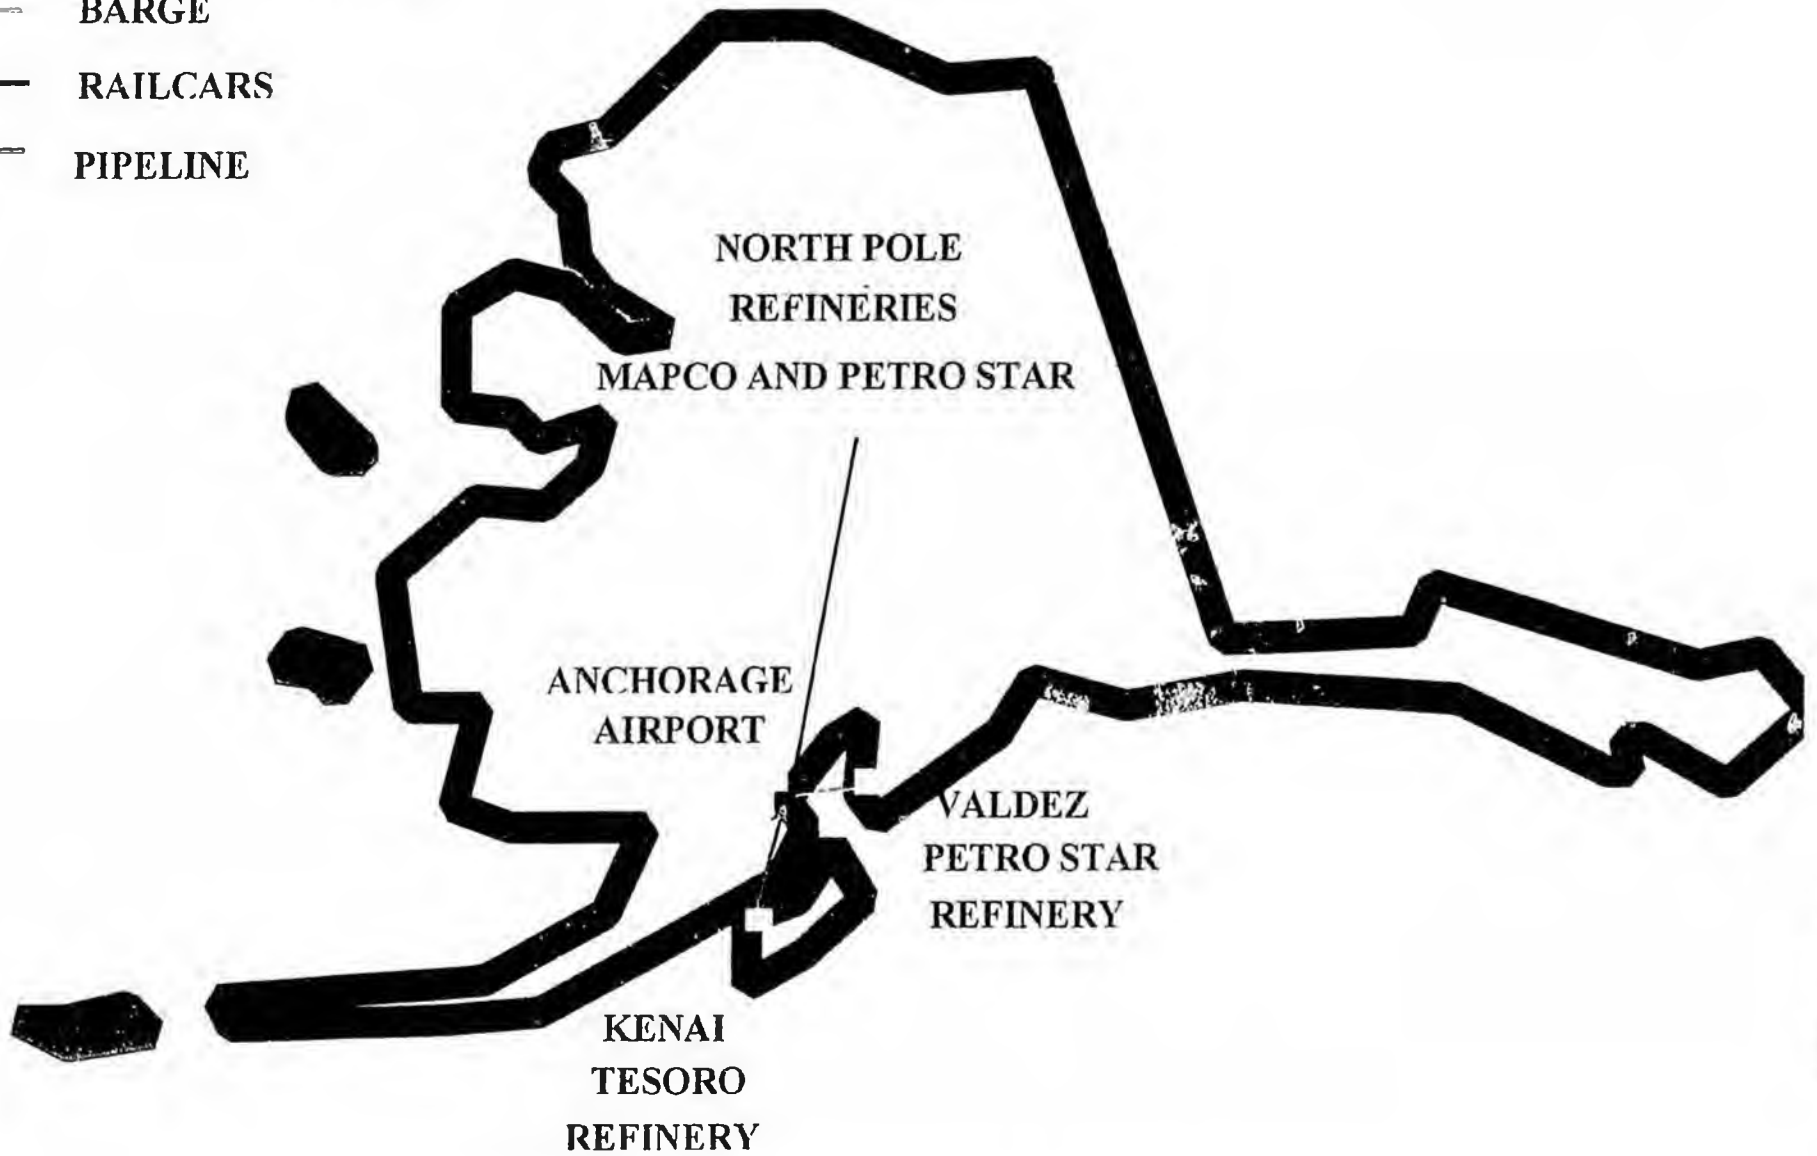 BARGE
RAILCARS
PIPELINE
NORTH POLE
REFINERIES
MAPCO AND PETRO STAR
ANCHORAGE
AIRPORT
VALDEZ
PETRO STAR
REFINERY
KENAI
TESORO
REFINERY